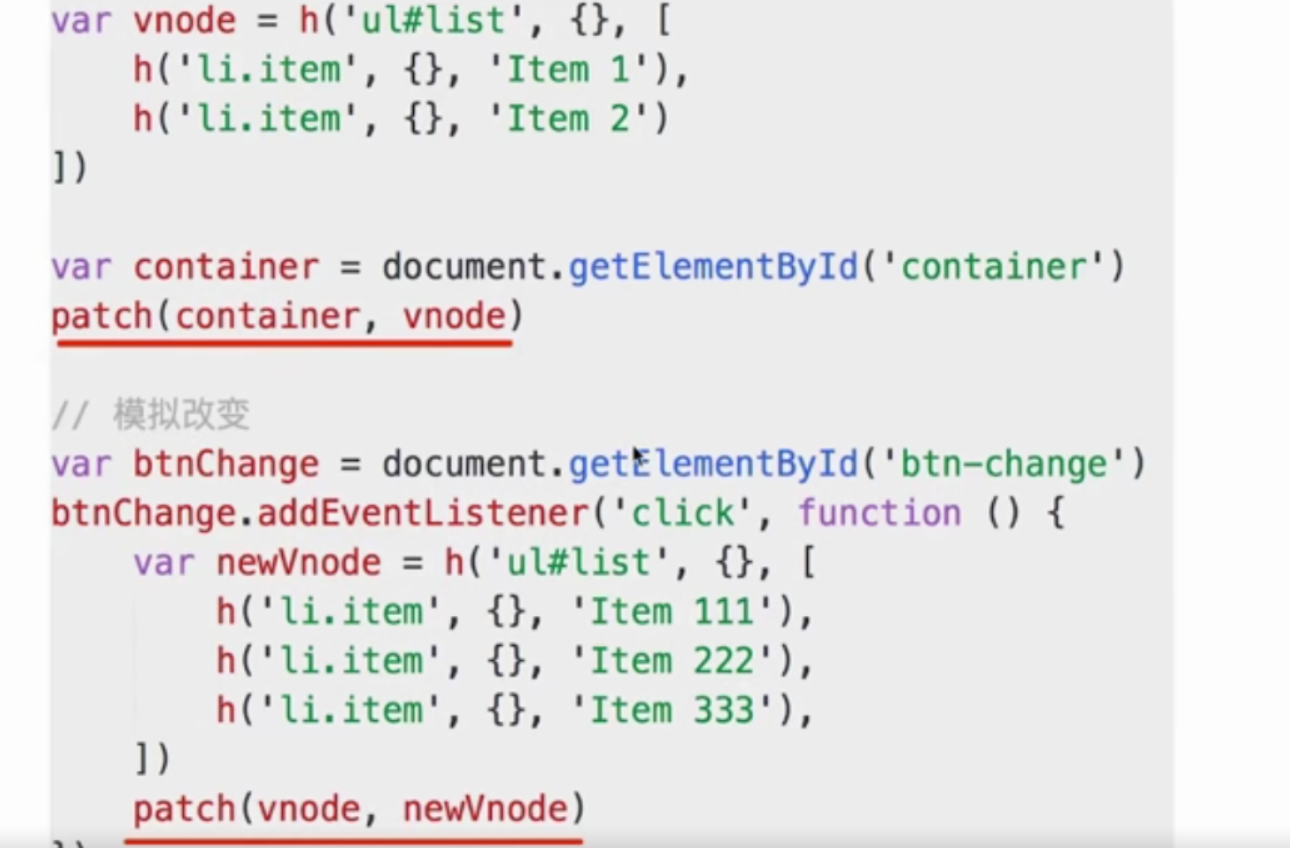 var vnode = h('ul#list', {}, [
    h('li.item', {}, 'Item 1'),
    h('li.item', {}, 'Item 2')
])
var container = document.getElementById('container')
patch(container, vnode)
// 模拟改变
var btnChange = document.getElementById('btn-change')
btnChange.addEventListener('click', function () {
    var newVnode = h('ul#list', {}, [
        h('li.item', {}, 'Item 111'),
        h('li.item', {}, 'Item 222'),
        h('li.item', {}, 'Item 333'),
    ])
    patch(vnode, newVnode)
})